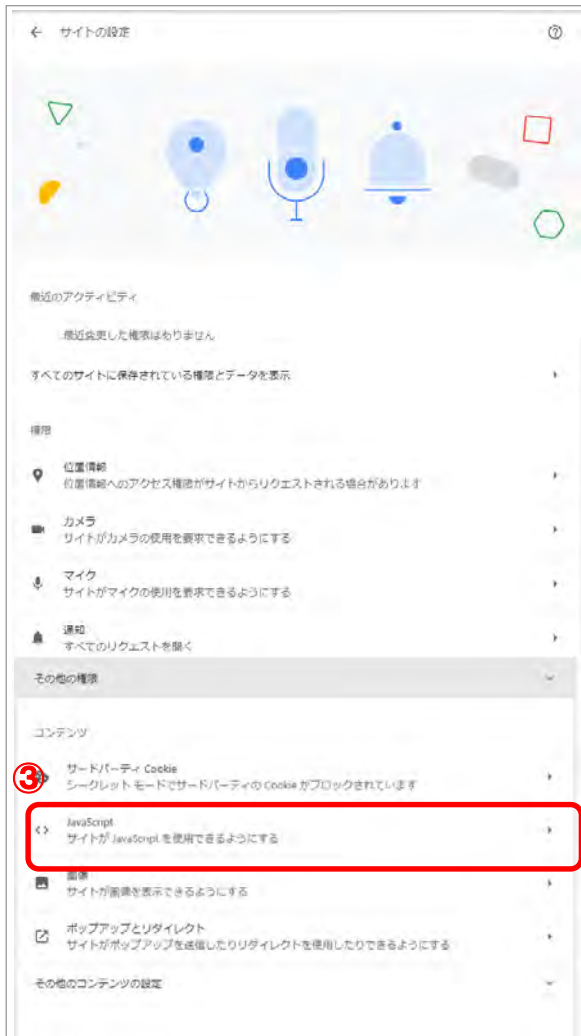 サイトの設定
最近のアクティビティ
最近変更した権限はありません
すべてのサイトに保存されている権限とデータを表示
権限
位置情報
位置情報へのアクセス権限がサイトからリクエストされる場合があります
カメラ
サイトがカメラの使用を要求できるようにする
マイク
サイトがマイクの使用を要求できるようにする
通知
すべてのリクエストを開く
その他の権限
コンテンツ
サードパーティ Cookie
③
シークレット モードでサードパーティの Cookie がブロックされています
JavaScript
サイトが JavaScript を使用できるようにする
画像
サイトが画像を表示できるようにする
ポップアップとリダイレクト
サイトがポップアップを送信したりリダイレクトを使用したりできるようにする
その他のコンテンツの設定